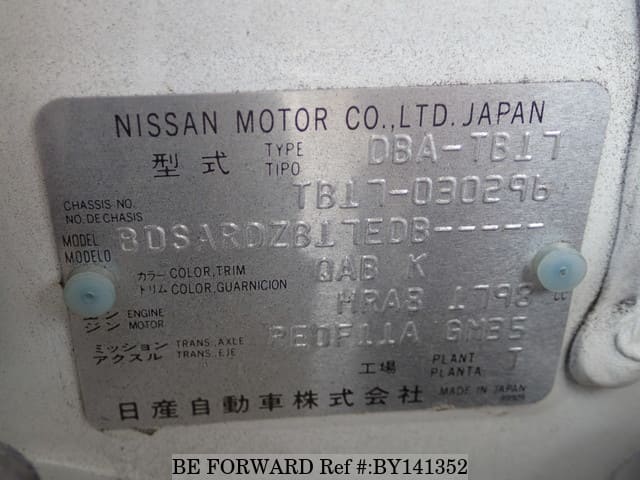 NISSAN MOTOR CO.,LTD. JAPAN
型式 TYPE TIPO DBA-TB17
CHASSIS NO. NO.DE CHASIS TB17-030296
MODEL MODELO BDSARDZB17EDB-----
カラー COLOR,TRIM QAB K
トリム COLOR,GUARNICION
ENGINE HRA8 1798 CC
ジン MOTOR
ミッション TRANS.,AXLE RE0F11A GM35
アクスル TRANS.,EJE
工場 PLANT PLANTA T
日産自動車株式会社 MADE IN JAPAN
BE FORWARD Ref #:BY141352